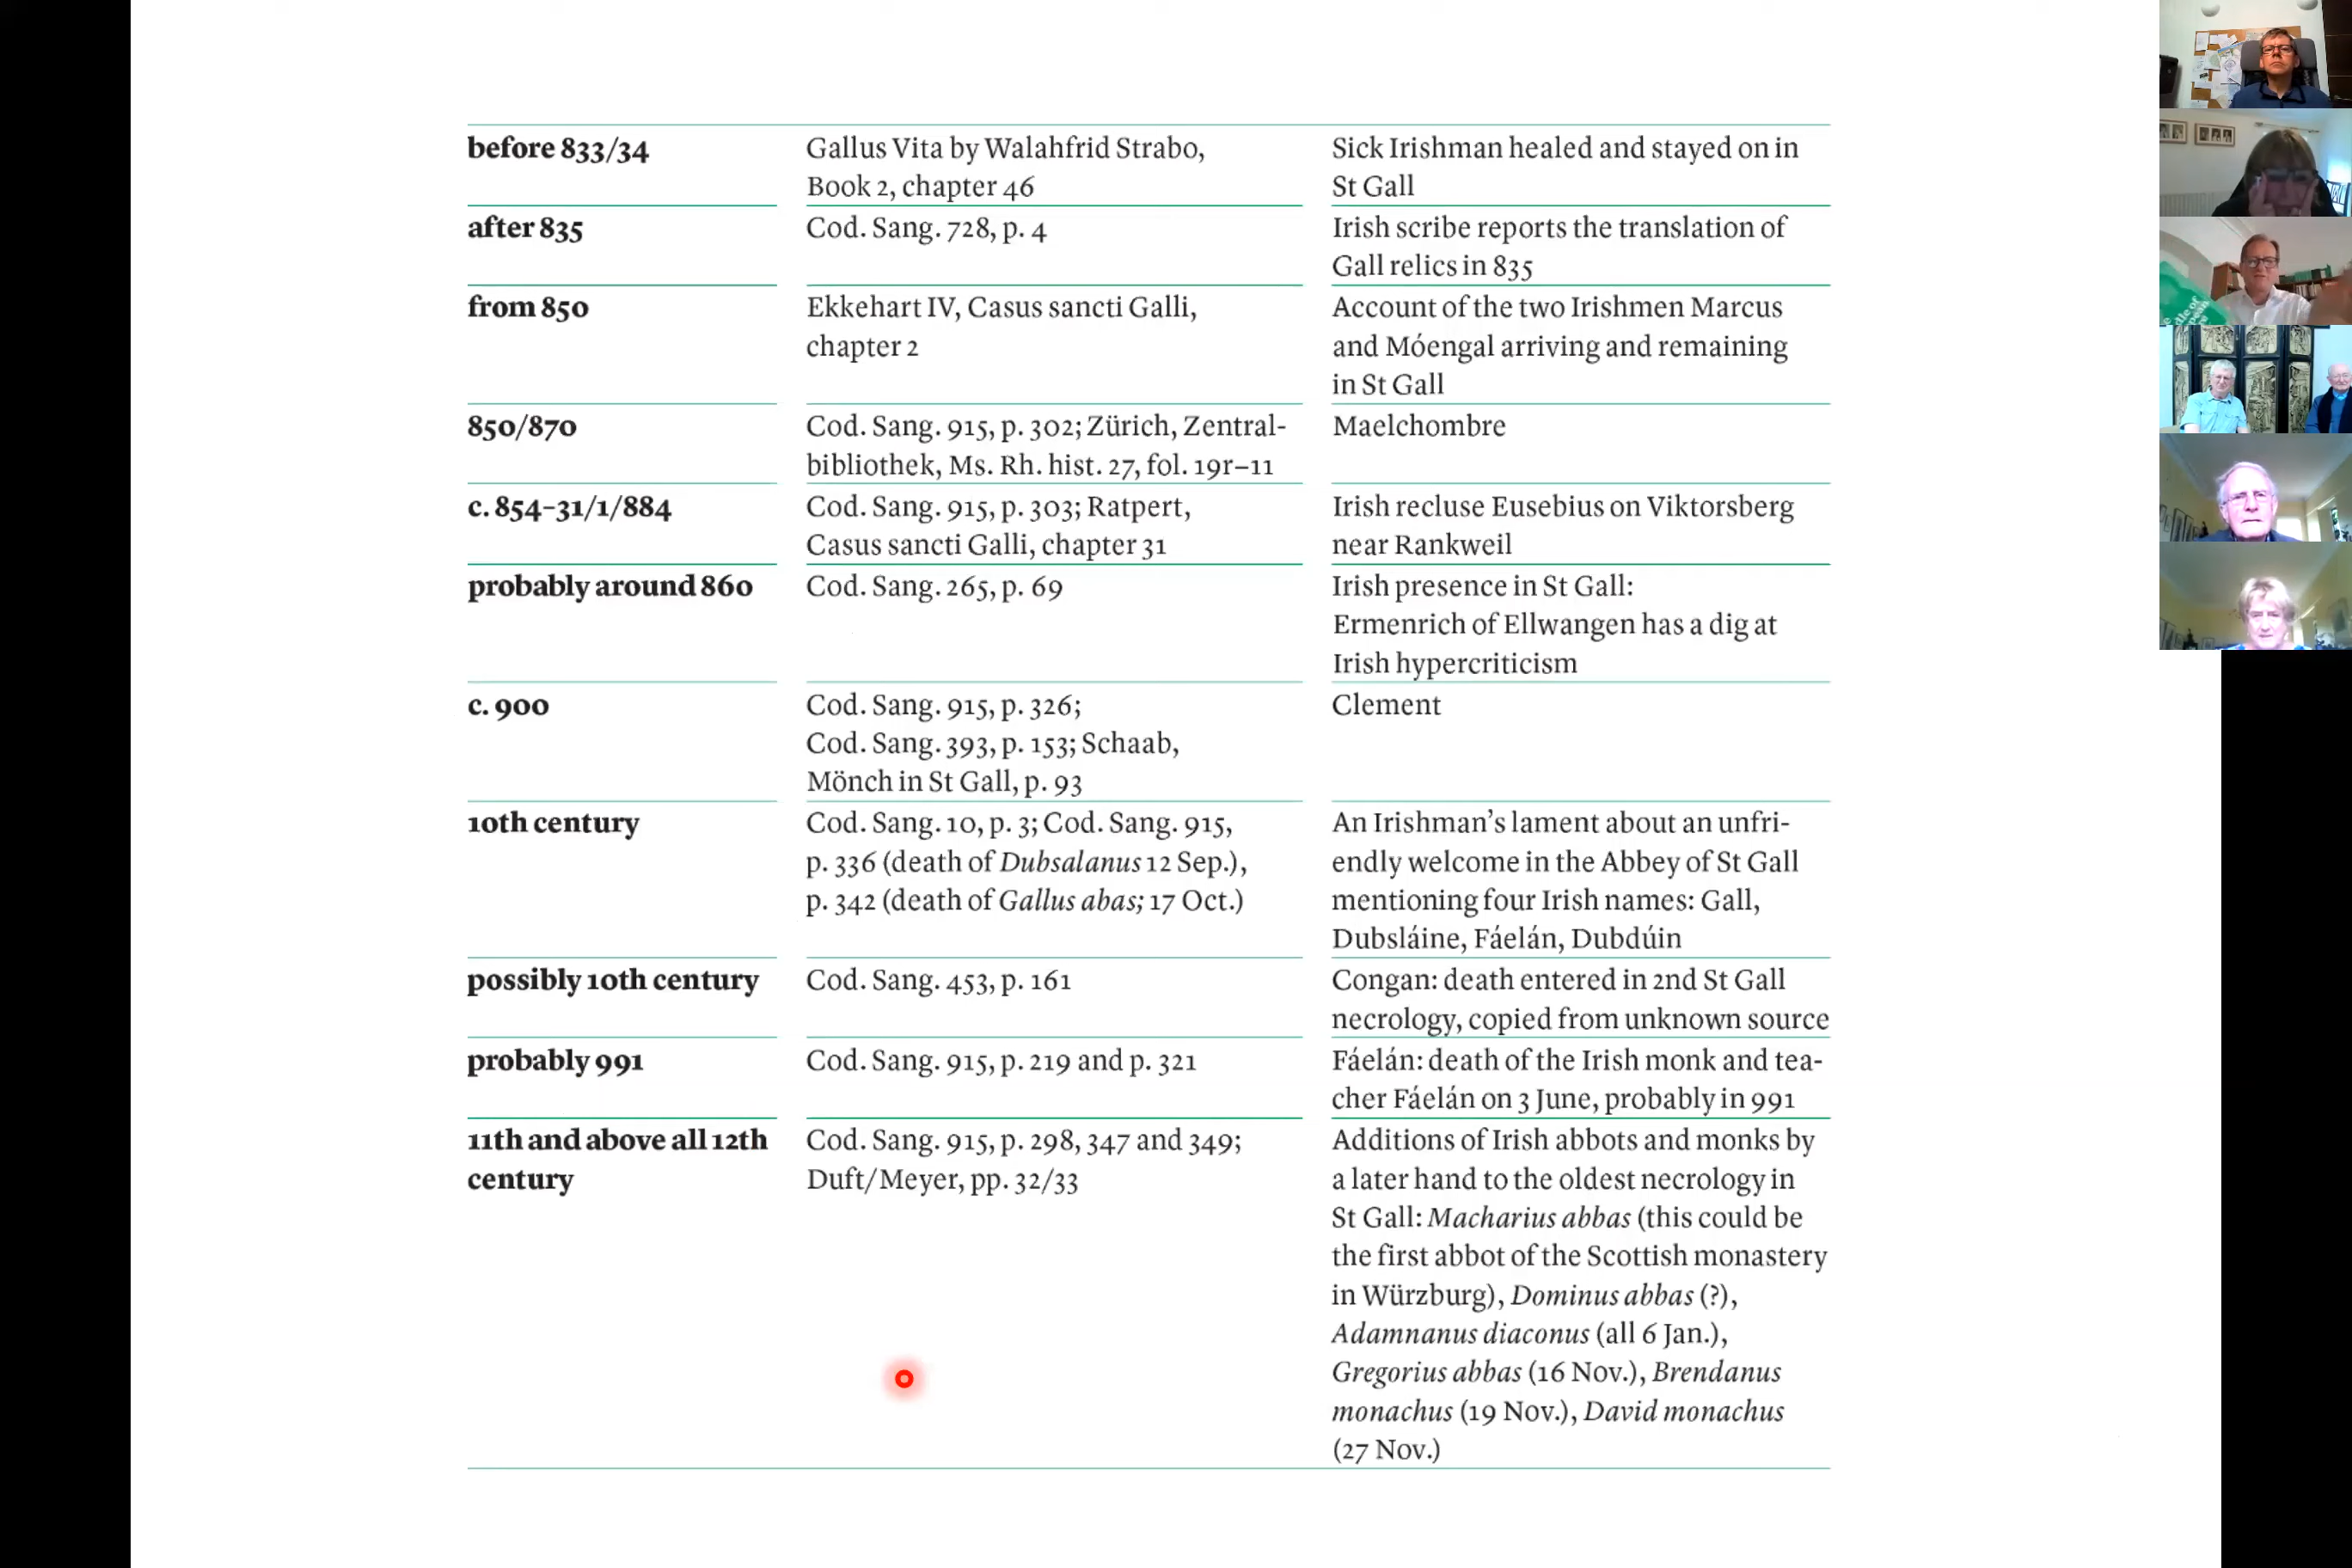 before 833/34
Gallus Vita by Walahfrid Strabo,
Book 2, chapter 46
Sick Irishman healed and stayed on in
St Gall
after 835
Cod. Sang. 728, p. 4
Irish scribe reports the translation of
Gall relics in 835
from 850
Ekkehart IV, Casus sancti Galli,
chapter 2
Account of the two Irishmen Marcus
and Móengal arriving and remaining
in St Gall
850/870
Cod. Sang. 915, p. 302; Zürich, Zentral-
bibliothek, Ms. Rh. hist. 27, fol. 19r–11
Maelchombre
c. 854–31/1/884
Cod. Sang. 915, p. 303; Ratpert,
Casus sancti Galli, chapter 31
Irish recluse Eusebius on Viktorsberg
near Rankweil
probably around 860
Cod. Sang. 265, p. 69
Irish presence in St Gall:
Ermenrich of Ellwangen has a dig at
Irish hypercriticism
c. 900
Cod. Sang. 915, p. 326;
Cod. Sang. 393, p. 153; Schaab,
Mönch in St Gall, p. 93
Clement
10th century
Cod. Sang. 10, p. 3; Cod. Sang. 915,
p. 336 (death of Dubsalanus 12 Sep.),
p. 342 (death of Gallus abas; 17 Oct.)
An Irishman’s lament about an unfri-
endly welcome in the Abbey of St Gall
mentioning four Irish names: Gall,
Dubsláine, Fáelán, Dubdúin
possibly 10th century
Cod. Sang. 453, p. 161
Congan: death entered in 2nd St Gall
necrology, copied from unknown source
probably 991
Cod. Sang. 915, p. 219 and p. 321
Fáelán: death of the Irish monk and tea-
cher Fáelán on 3 June, probably in 991
11th and above all 12th
century
Cod. Sang. 915, p. 298, 347 and 349;
Duft/Meyer, pp. 32/33
Additions of Irish abbots and monks by
a later hand to the oldest necrology in
St Gall: Macharius abbas (this could be
the first abbot of the Scottish monastery
in Würzburg), Dominus abbas (?),
Adamnanus diaconus (all 6 Jan.),
Gregorius abbas (16 Nov.), Brendanus
monachus (19 Nov.), David monachus
(27 Nov.)